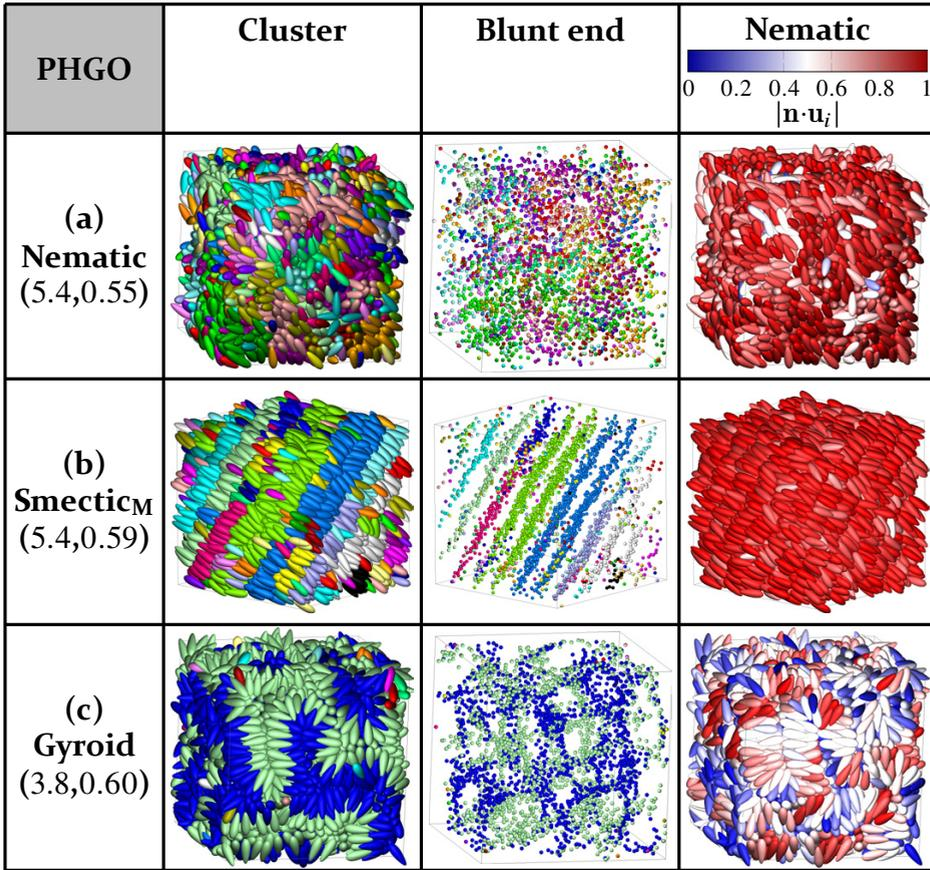 PHGO
Cluster
Blunt end
Nematic
0 0.2 0.4 0.6 0.8 1
|n·uᵢ|
(a)
Nematic
(5.4,0.55)
(b)
Smectic_M
(5.4,0.59)
(c)
Gyroid
(3.8,0.60)